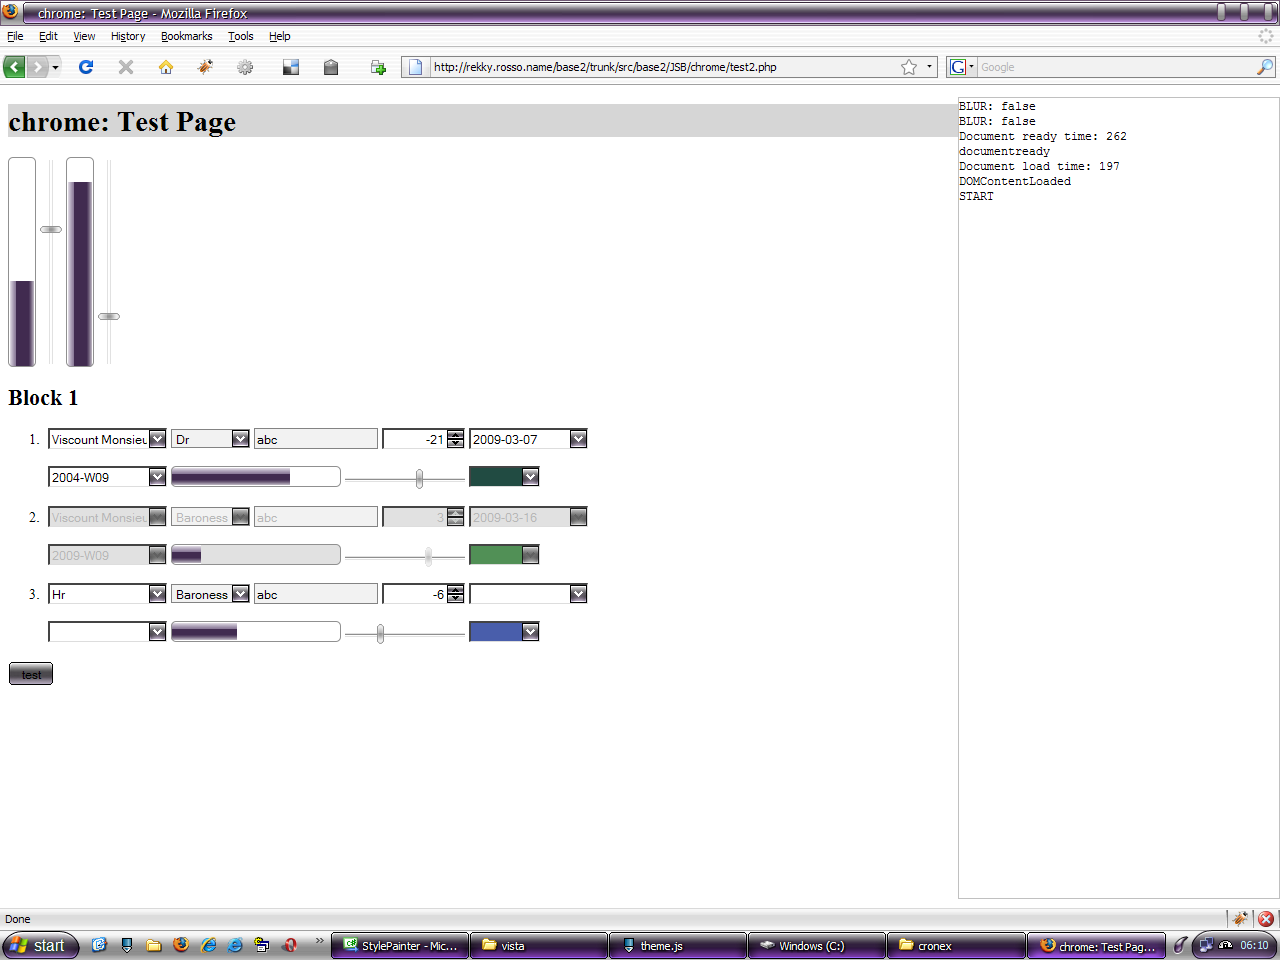 chrome: Test Page - Mozilla Firefox
File Edit View History Bookmarks Tools Help
http://rekky.rosso.name/base2/trunk/src/base2/JSB/chrome/test2.php
G Google
chrome: Test Page
BLUR: false
BLUR: false
Document ready time: 262
documentready
Document load time: 197
DOMContentLoaded
START
Block 1
1. Viscount Monsieu Dr abc -21 2009-03-07
2004-W09
2. Viscount Monsieu Baroness abc 3 2009-03-16
2009-W09
3. Hr Baroness abc -6
test
Done
start » StylePainter - Mic... vista theme.js Windows (C:) cronex chrome: Test Pag... 06:10